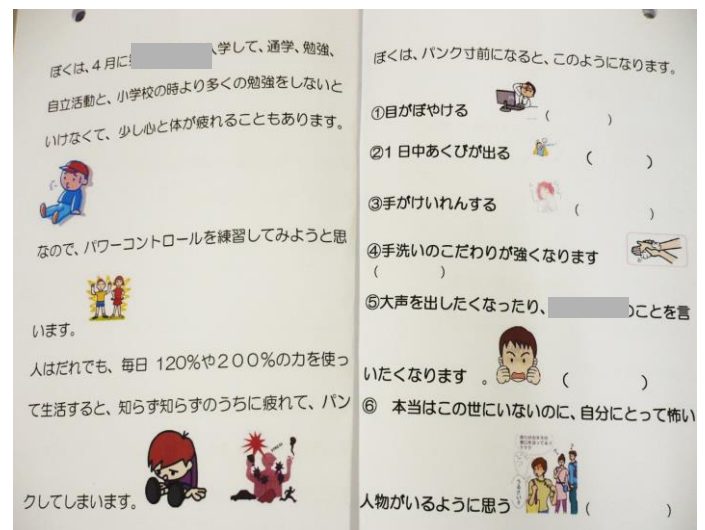 ぼくは、4月に 入学して、通学、勉強、
自立活動と、小学校の時より多くの勉強をしないと
いけなくて、少し心と体が疲れることもあります。
なので、パワーコントロールを練習してみようと思
います。
人はだれでも、毎日 120%や200%の力を使っ
て生活すると、知らず知らずのうちに疲れて、パン
クしてしまいます。
ぼくは、パンク寸前になると、このようになります。
①目がぼやける ( )
②1日中あくびが出る ( )
③手がけいれんする ( )
④手洗いのこだわりが強くなります
( )
⑤大声を出したくなったり、 のことを言
いたくなります 。 ( )
⑥ 本当はこの世にいないのに、自分にとって怖い
人物がいるように思う ( )